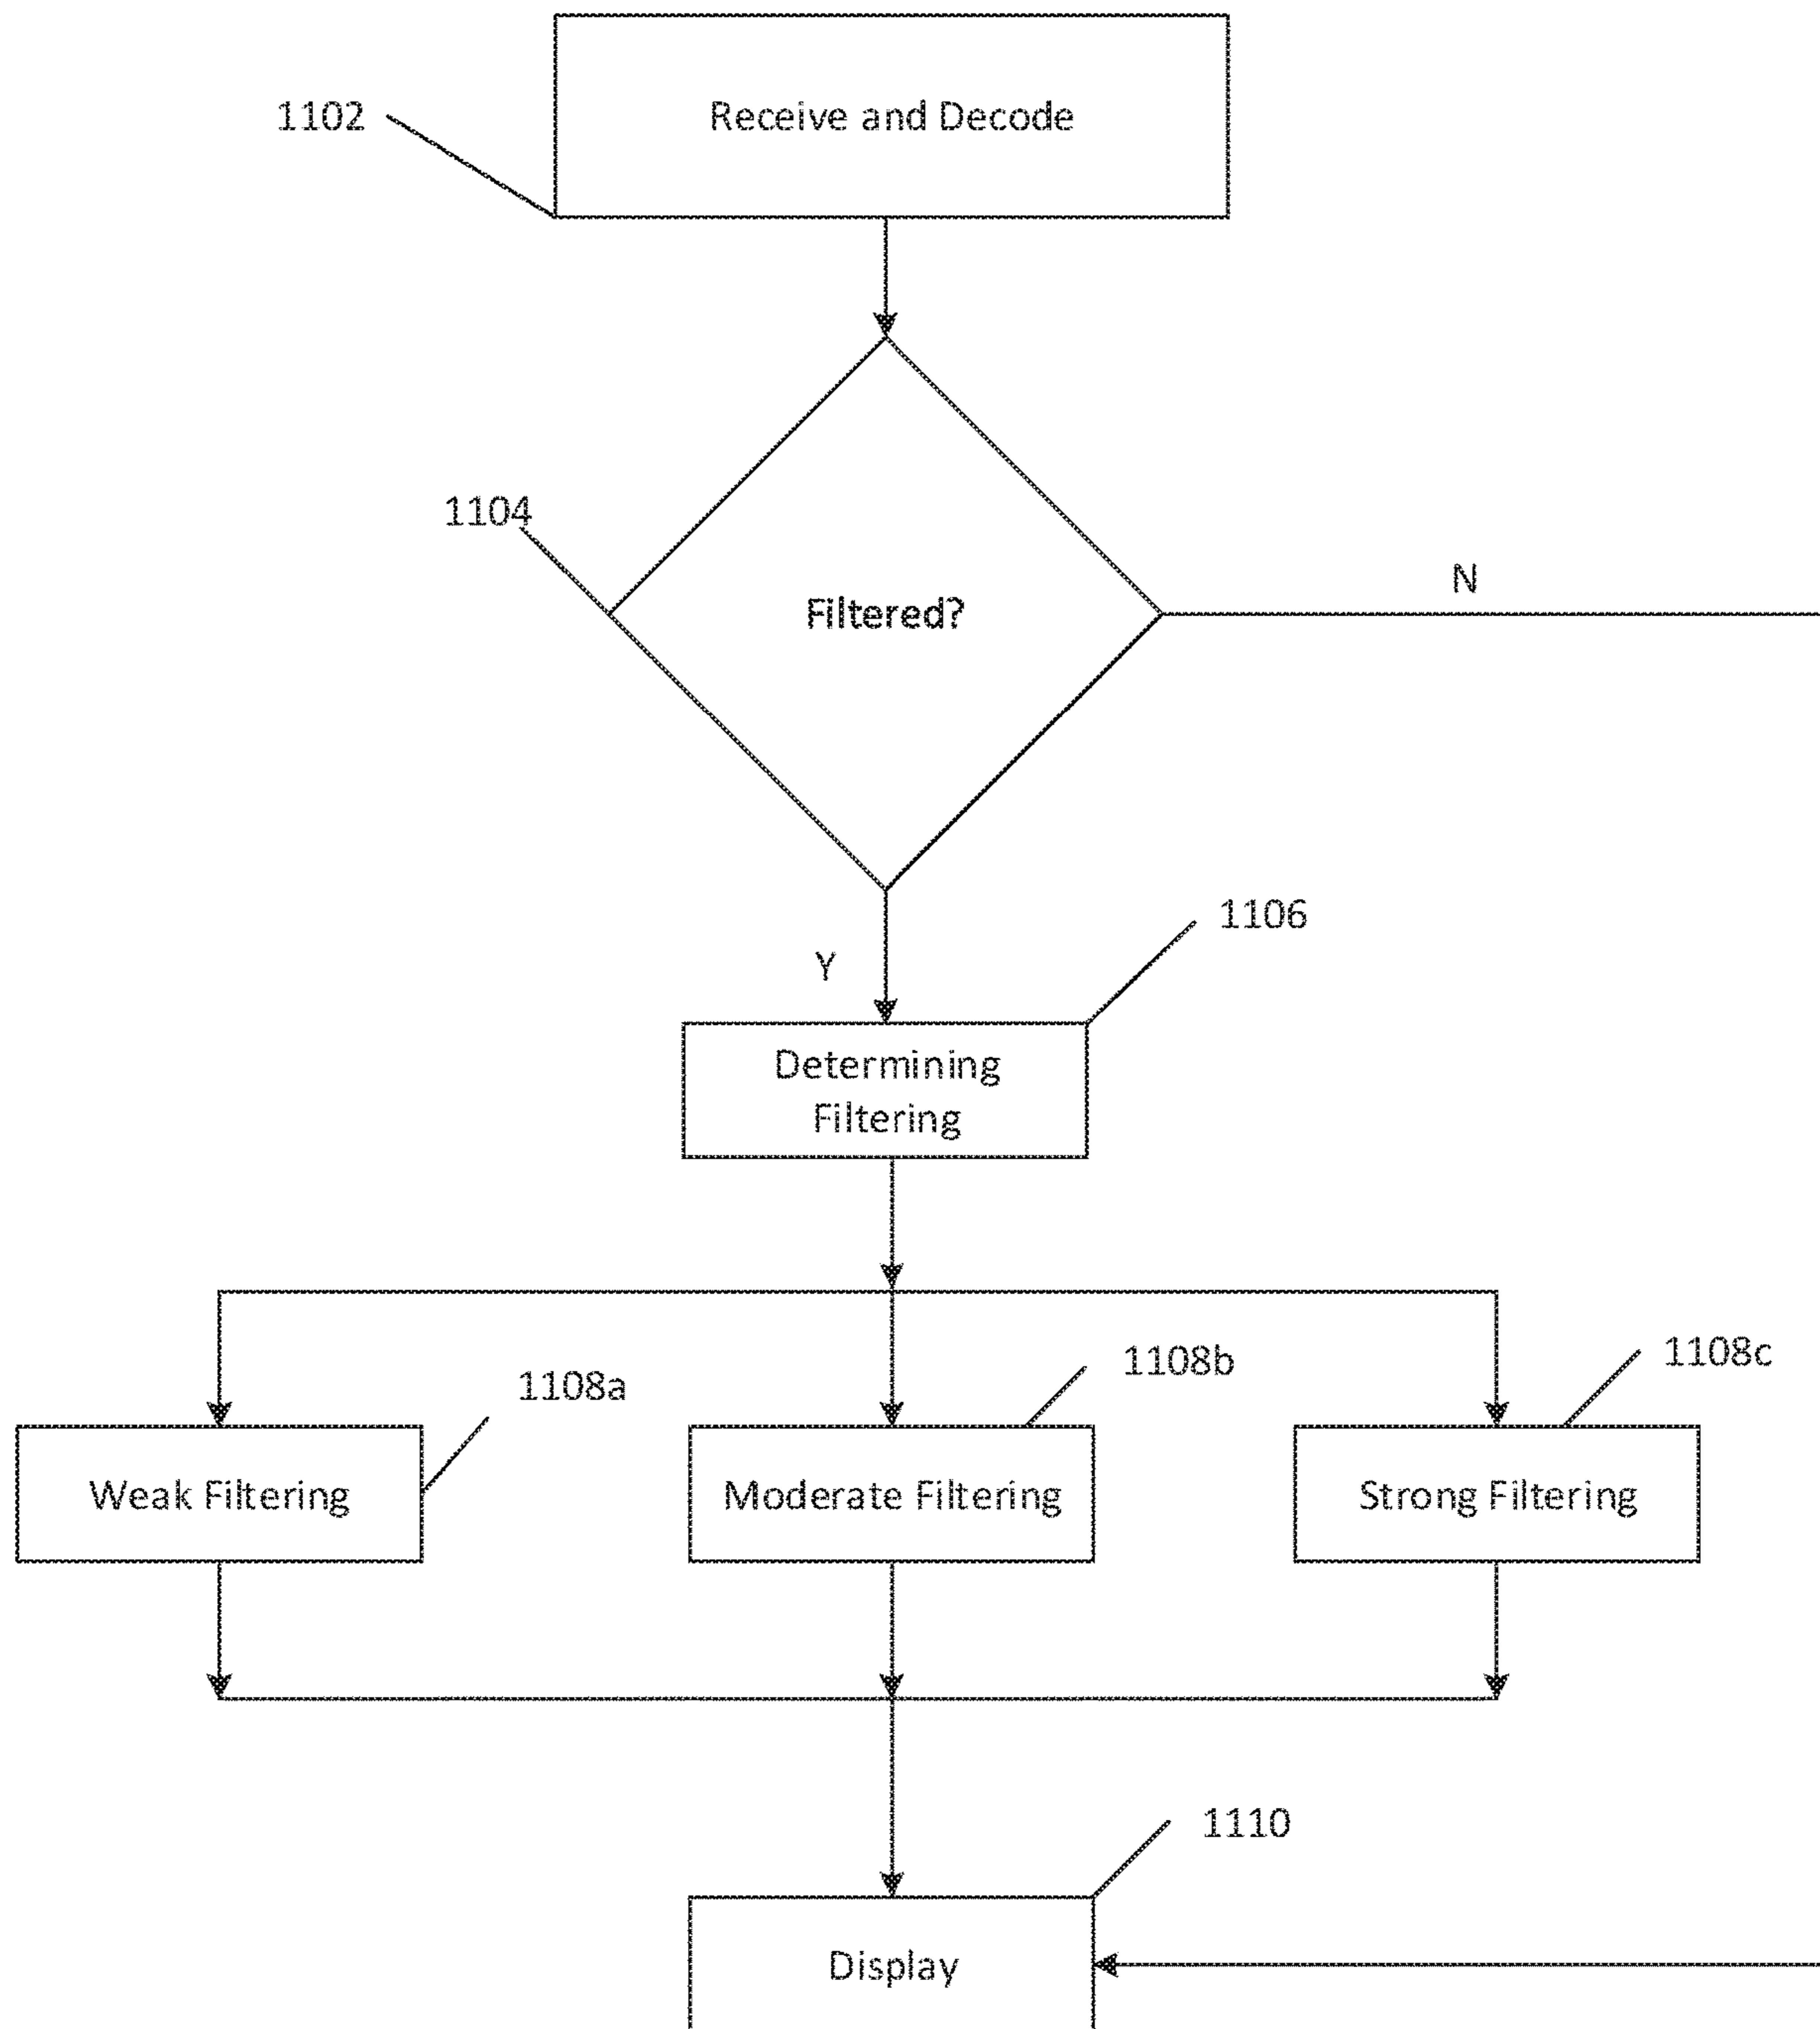 Receive and Decode
1102
1104
Filtered?
N
1106
Y
Determining
Filtering
1108a
1108b
1108c
Weak Filtering
Moderate Filtering
Strong Filtering
1110
Display